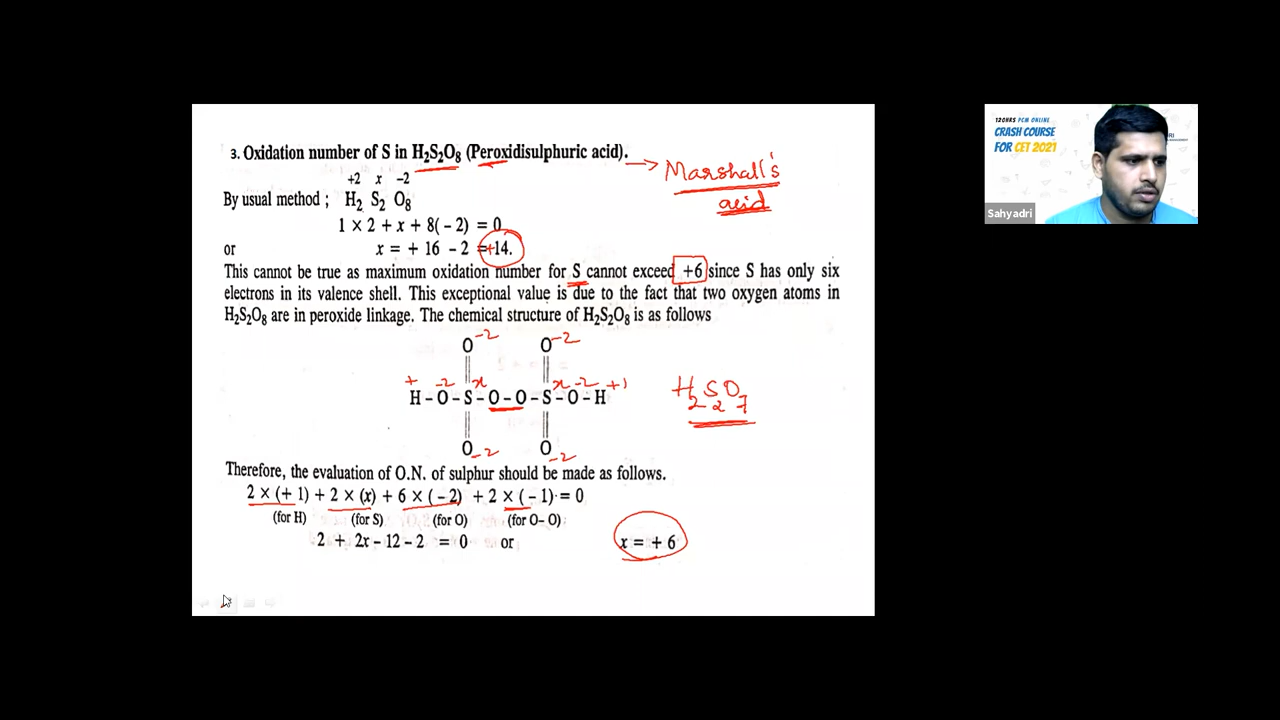 3. Oxidation number of S in H₂S₂O₈ (Peroxidisulphuric acid). → Marshall's acid
+2 x –2
By usual method ; H₂ S₂ O₈
1 × 2 + x + 8(– 2) = 0
or x = + 16 – 2 = +14.
This cannot be true as maximum oxidation number for S cannot exceed +6 since S has only six
electrons in its valence shell. This exceptional value is due to the fact that two oxygen atoms in
H₂S₂O₈ are in peroxide linkage. The chemical structure of H₂S₂O₈ is as follows
O -2 O -2
+ -2 x x -2 +1
H – O – S – O – O – S – O – H
H₂S₂O₇
O -2 O -2
Therefore, the evaluation of O.N. of sulphur should be made as follows.
2 × (+ 1) + 2 × (x) + 6 × (– 2) + 2 × (– 1) = 0
(for H) (for S) (for O) (for O– O)
2 + 2x – 12 – 2 = 0 or x = + 6
12OHRS PCM ONLINE
CRASH COURSE
FOR CET 2021
Sahyadri